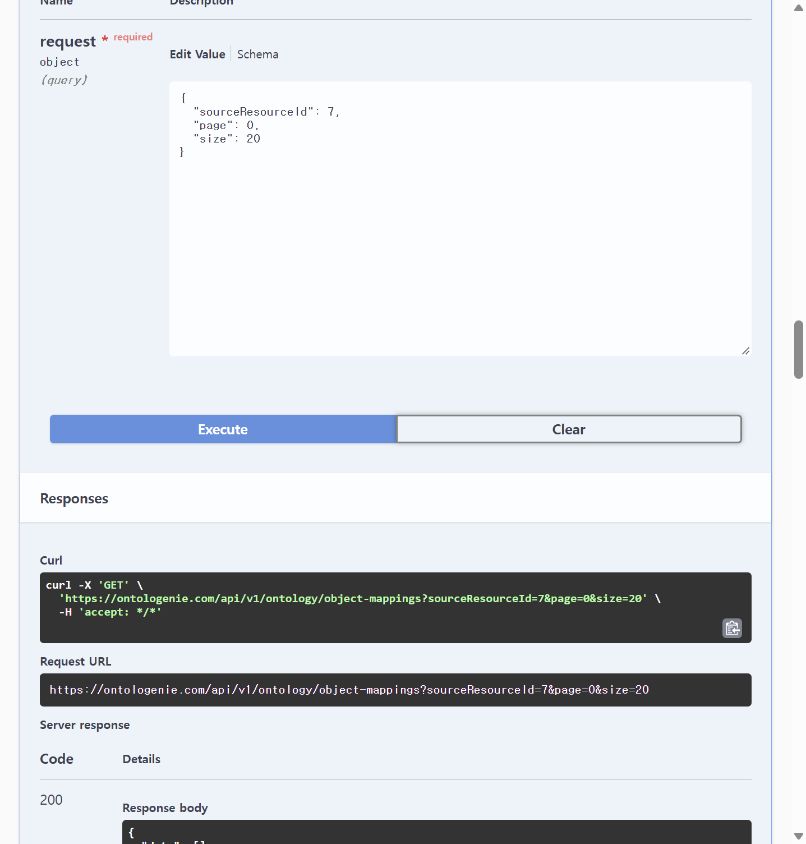 Name Description
request * required
object
(query)
Edit Value Schema
{
"sourceResourceId": 7,
"page": 0,
"size": 20
}
Execute Clear
Responses
Curl
curl -X 'GET' \
'https://ontologenie.com/api/v1/ontology/object-mappings?sourceResourceId=7&page=0&size=20' \
-H 'accept: */*'
Request URL
https://ontologenie.com/api/v1/ontology/object-mappings?sourceResourceId=7&page=0&size=20
Server response
Code Details
200
Response body
{